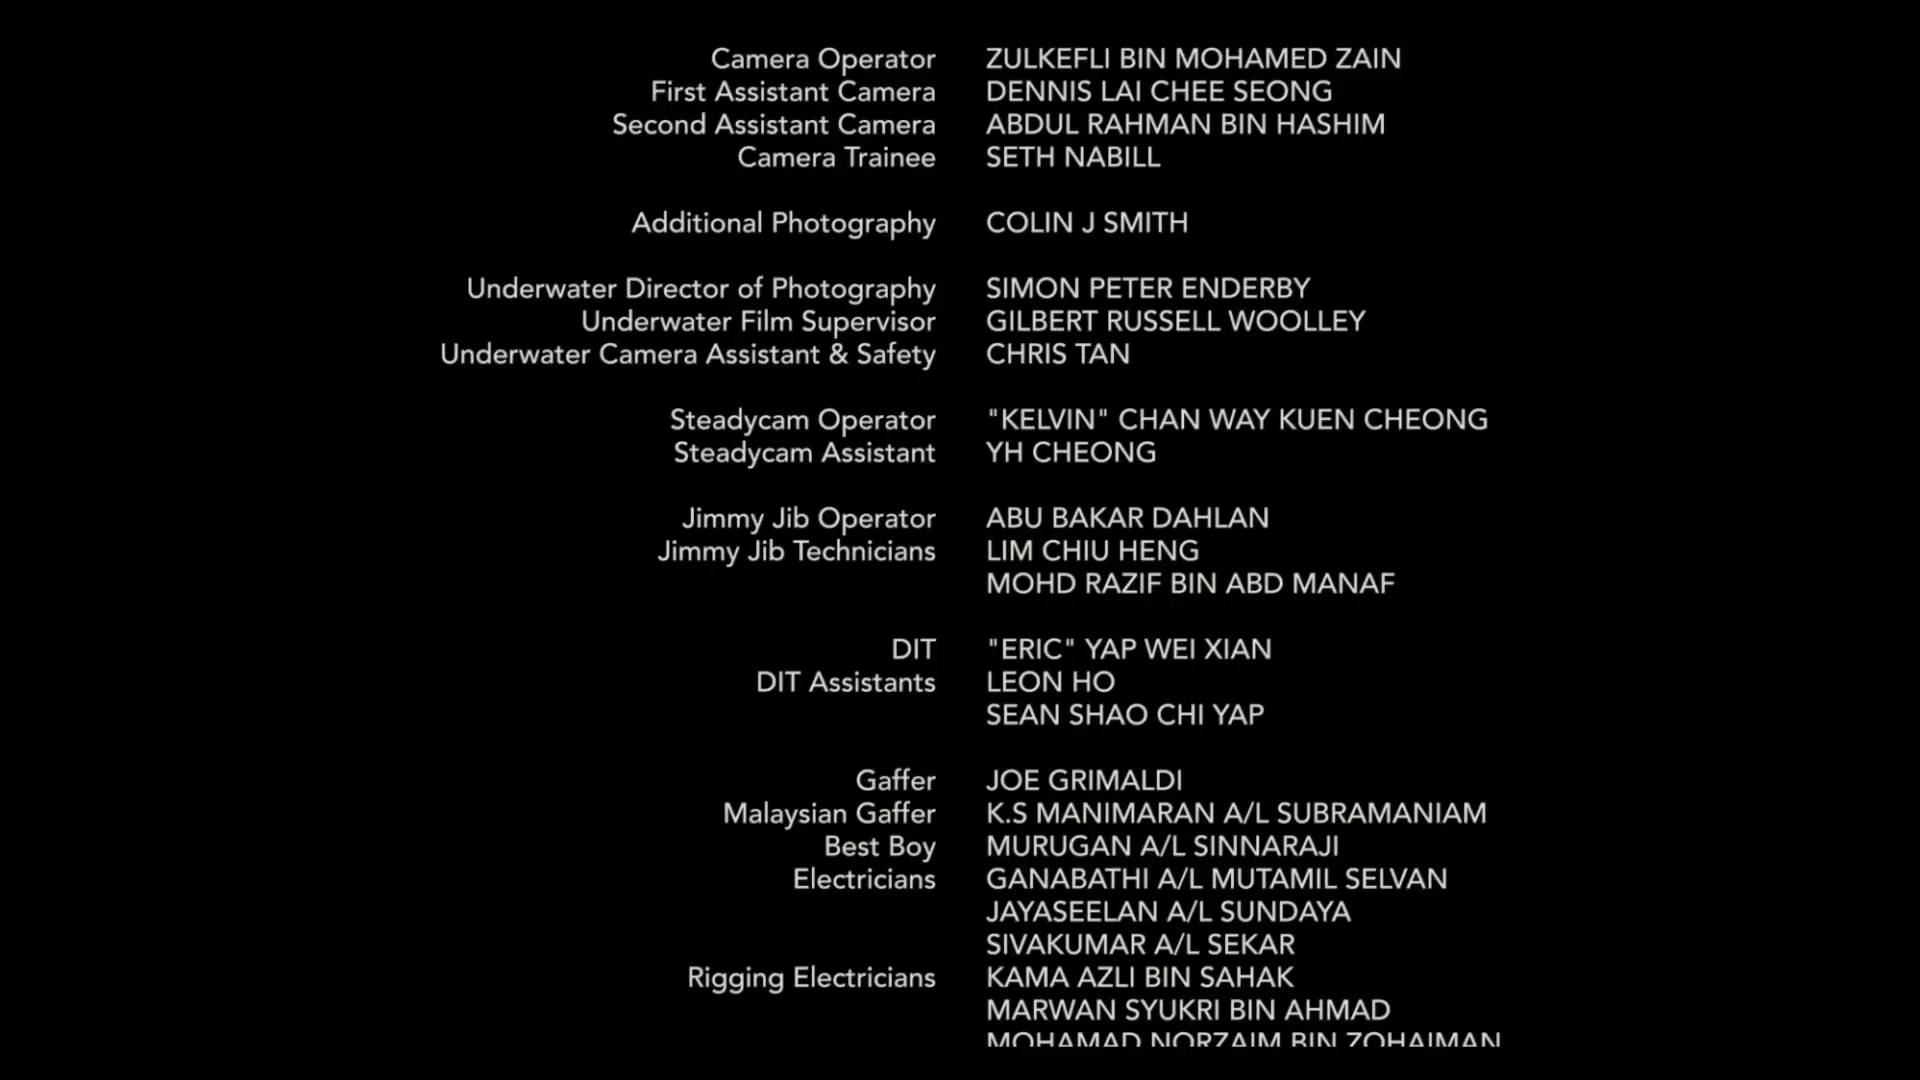 Camera Operator ZULKEFLI BIN MOHAMED ZAIN
First Assistant Camera DENNIS LAI CHEE SEONG
Second Assistant Camera ABDUL RAHMAN BIN HASHIM
Camera Trainee SETH NABILL
Additional Photography COLIN J SMITH
Underwater Director of Photography SIMON PETER ENDERBY
Underwater Film Supervisor GILBERT RUSSELL WOOLLEY
Underwater Camera Assistant & Safety CHRIS TAN
Steadycam Operator "KELVIN" CHAN WAY KUEN CHEONG
Steadycam Assistant YH CHEONG
Jimmy Jib Operator ABU BAKAR DAHLAN
Jimmy Jib Technicians LIM CHIU HENG
MOHD RAZIF BIN ABD MANAF
DIT "ERIC" YAP WEI XIAN
DIT Assistants LEON HO
SEAN SHAO CHI YAP
Gaffer JOE GRIMALDI
Malaysian Gaffer K.S MANIMARAN A/L SUBRAMANIAM
Best Boy MURUGAN A/L SINNARAJI
Electricians GANABATHI A/L MUTAMIL SELVAN
JAYASEELAN A/L SUNDAYA
SIVAKUMAR A/L SEKAR
Rigging Electricians KAMA AZLI BIN SAHAK
MARWAN SYUKRI BIN AHMAD
MOHAMAD NORZAIM BIN ZOHAIMAN